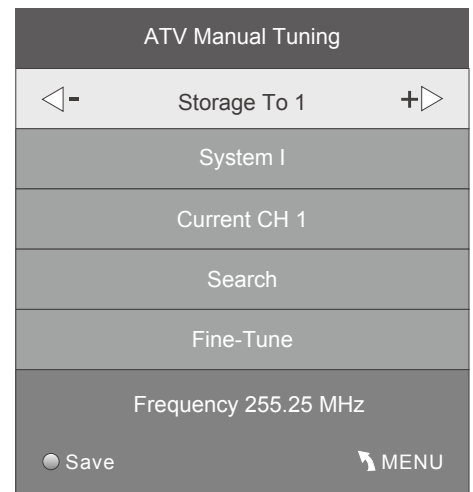 ATV Manual Tuning
- Storage To 1 +
System I
Current CH 1
Search
Fine-Tune
Frequency 255.25 MHz
Save MENU